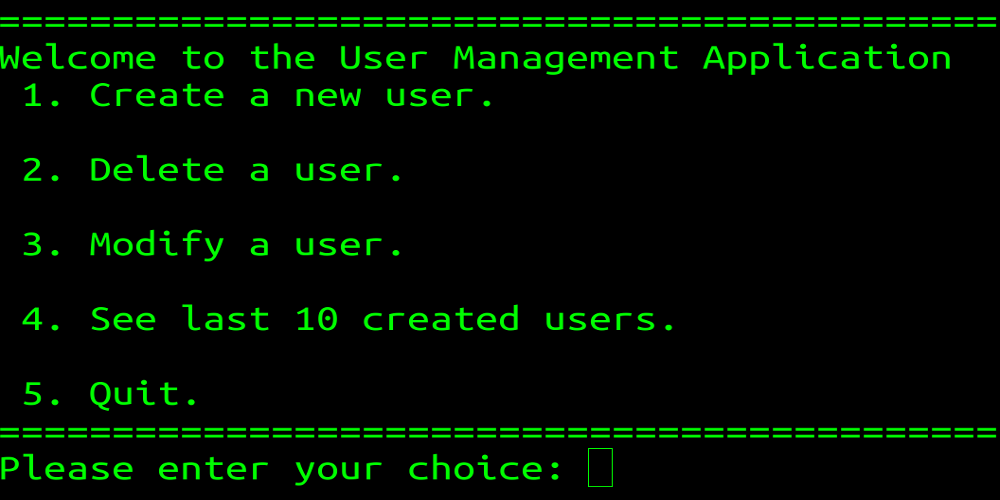 ============================================
Welcome to the User Management Application
1. Create a new user.
2. Delete a user.
3. Modify a user.
4. See last 10 created users.
5. Quit.
============================================
Please enter your choice: